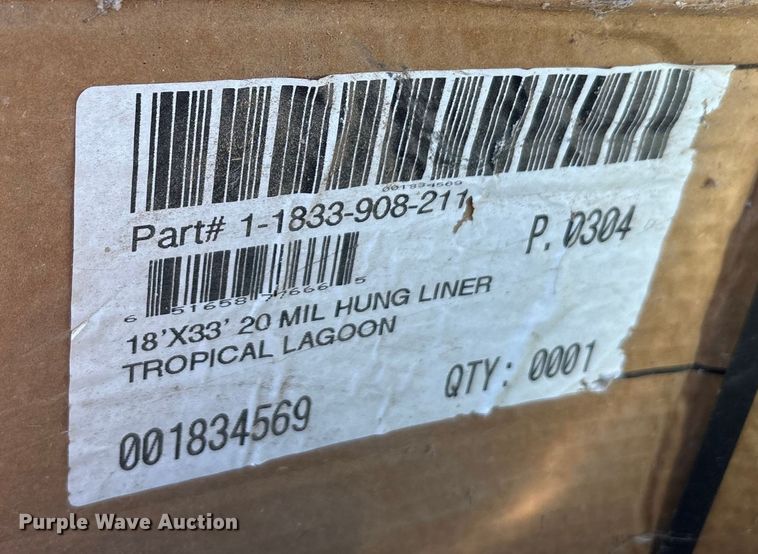 001834569
Part# 1-1833-908-211
P. 0304
6 51658 77666 5
18'X33' 20 MIL HUNG LINER
TROPICAL LAGOON
QTY: 0001
001834569
Purple Wave Auction